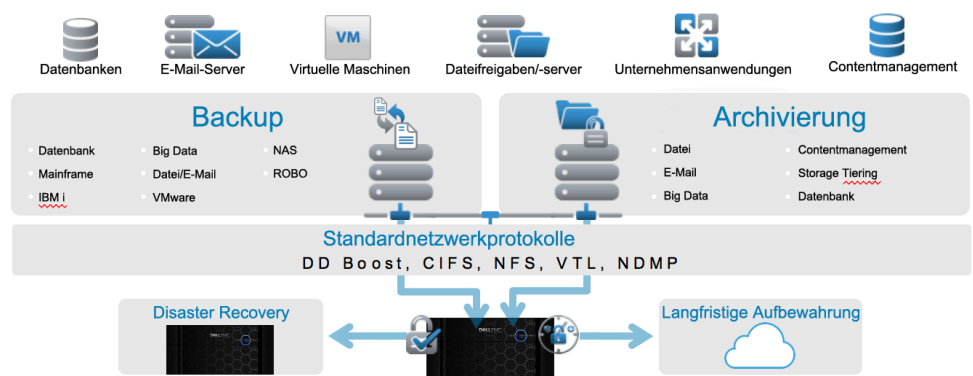 VM
Datenbanken
E-Mail-Server
Virtuelle Maschinen
Dateifreigaben/-server
Unternehmensanwendungen
Contentmanagement
Backup
Datenbank
Big Data
NAS
Mainframe
Datei/E-Mail
ROBO
IBM i
VMware
Archivierung
Datei
Contentmanagement
E-Mail
Storage Tiering
Big Data
Datenbank
Standardnetzwerkprotokolle
DD Boost, CIFS, NFS, VTL, NDMP
Disaster Recovery
DELLEMC
DELLEMC
Langfristige Aufbewahrung